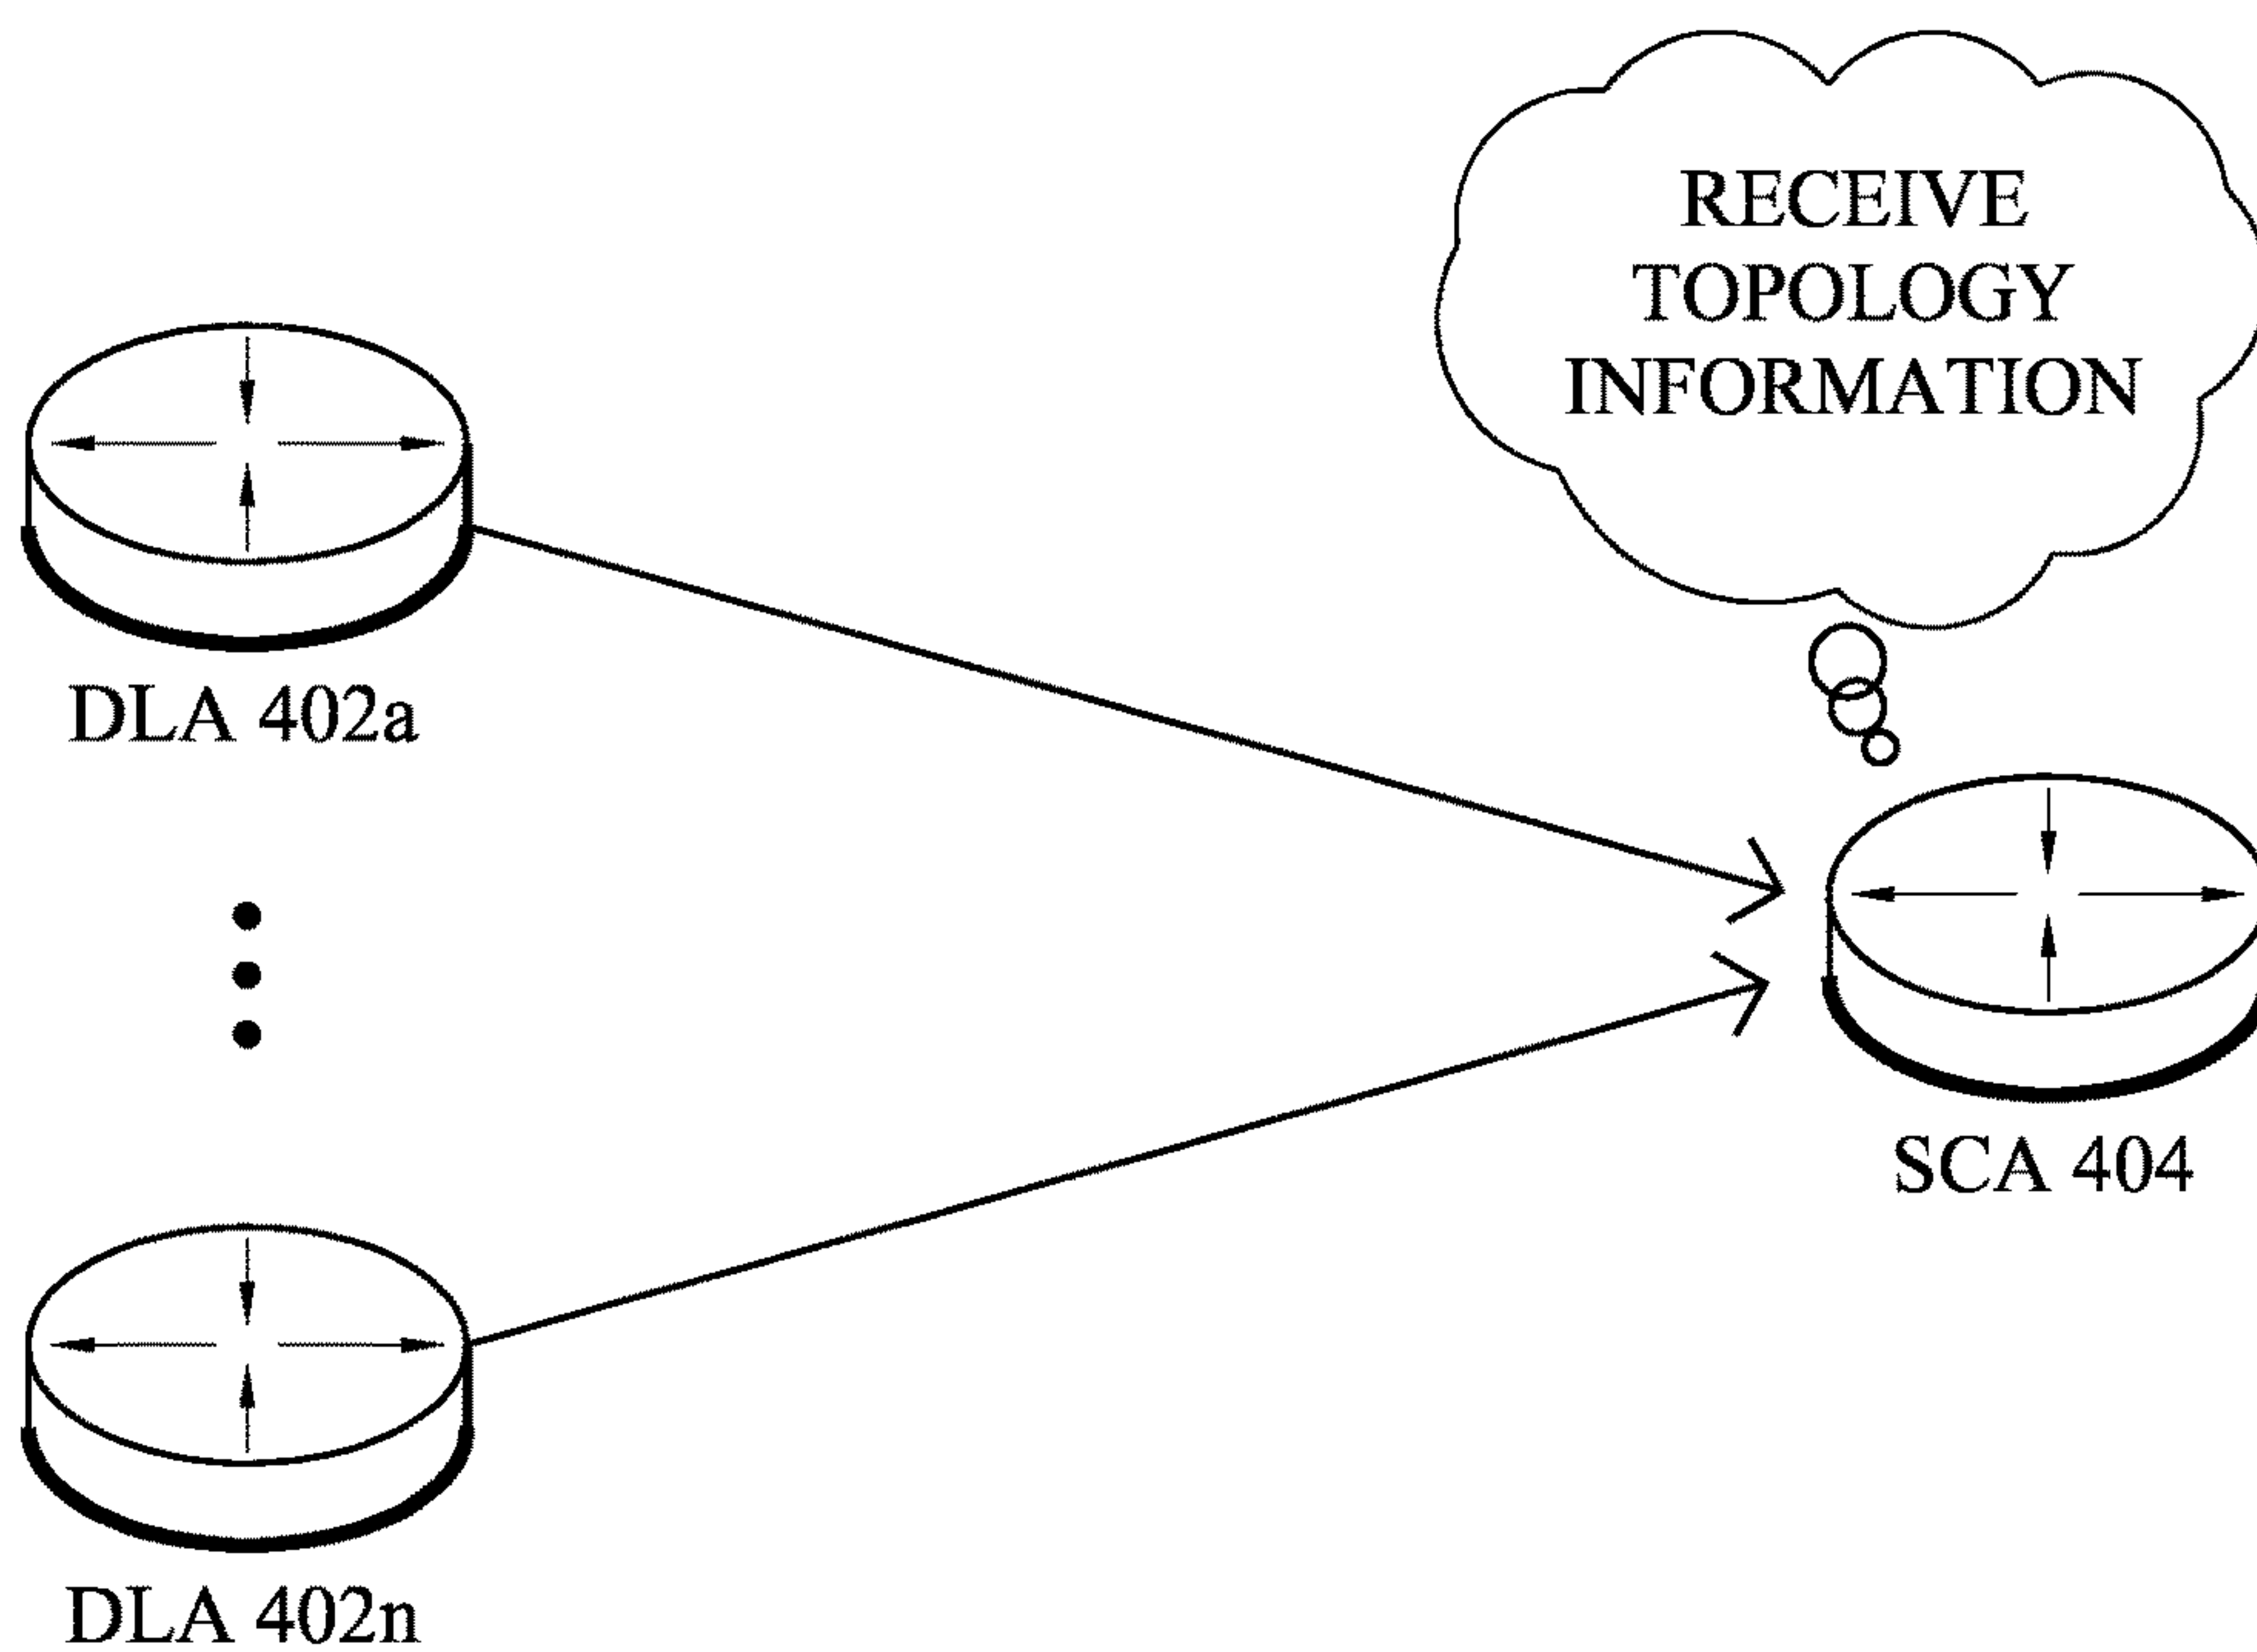 RECEIVE
TOPOLOGY
INFORMATION
DLA 402a
SCA 404
DLA 402n